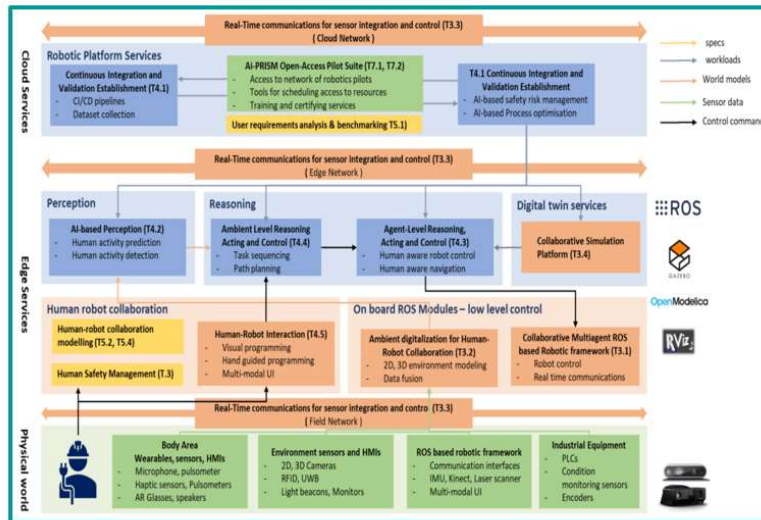 Real-Time communications for sensor integration and control (T3.3)
( Cloud Network )
Cloud Services
Robotic Platform Services
Continuous Integration and
Validation Establishment (T4.1)
- CI/CD pipelines
- Dataset collection
Ai-PRISM Open-Access Pilot Suite (T7.1, T7.2)
- Access to network of robotics pilots
- Tools for scheduling access to resources
- Training and certifying services
User requirements analysis & benchmarking T5.1)
T4.1 Continuous Integration and
Validation Establishment
- AI-based safety risk management
- AI-based Process optimisation
specs
workloads
World models
Sensor data
Control command
Real-Time communications for sensor integration and control (T3.3)
( Edge Network )
Edge Services
Perception
AI-based Perception (T4.2)
- Human activity prediction
- Human activity detection
Reasoning
Ambient Level Reasoning
Acting and Control (T4.4)
- Task sequencing
- Path planning
Agent-Level Reasoning,
Acting and Control (T4.3)
- Human aware robot control
- Human aware navigation
Digital twin services
Collaborative Simulation
Platform (T3.4)
ROS
GAZEBO
OpenModelica
RViz
Human robot collaboration
Human-robot collaboration
modelling (T5.2, T5.4)
Human Safety Management (T.3)
Human-Robot Interaction (T4.5)
- Visual programming
- Hand guided programming
- Multi-modal UI
On board ROS Modules – low level control
Ambient digitalization for Human-
Robot Collaboration (T3.2)
- 2D, 3D environment modeling
- Data fusion
Collaborative Multiagent ROS
based Robotic framework (T3.1)
- Robot control
- Real time communications
Real-Time communications for sensor integration and control (T3.3)
( Field Network )
Physical world
Body Area
Wearables, sensors, HMIs
- Microphone, pulsometer
- Haptic sensors, Pulsometers
- AR Glasses, speakers
Environment sensors and HMIs
- 2D, 3D Cameras
- RFID, UWB
- Light beacons, Monitors
ROS based robotic framework
- Communication interfaces
- IMU, Kinect, Laser scanner
- Multi-modal UI
Industrial Equipment
- PLCs
- Condition
monitoring sensors
- Encoders